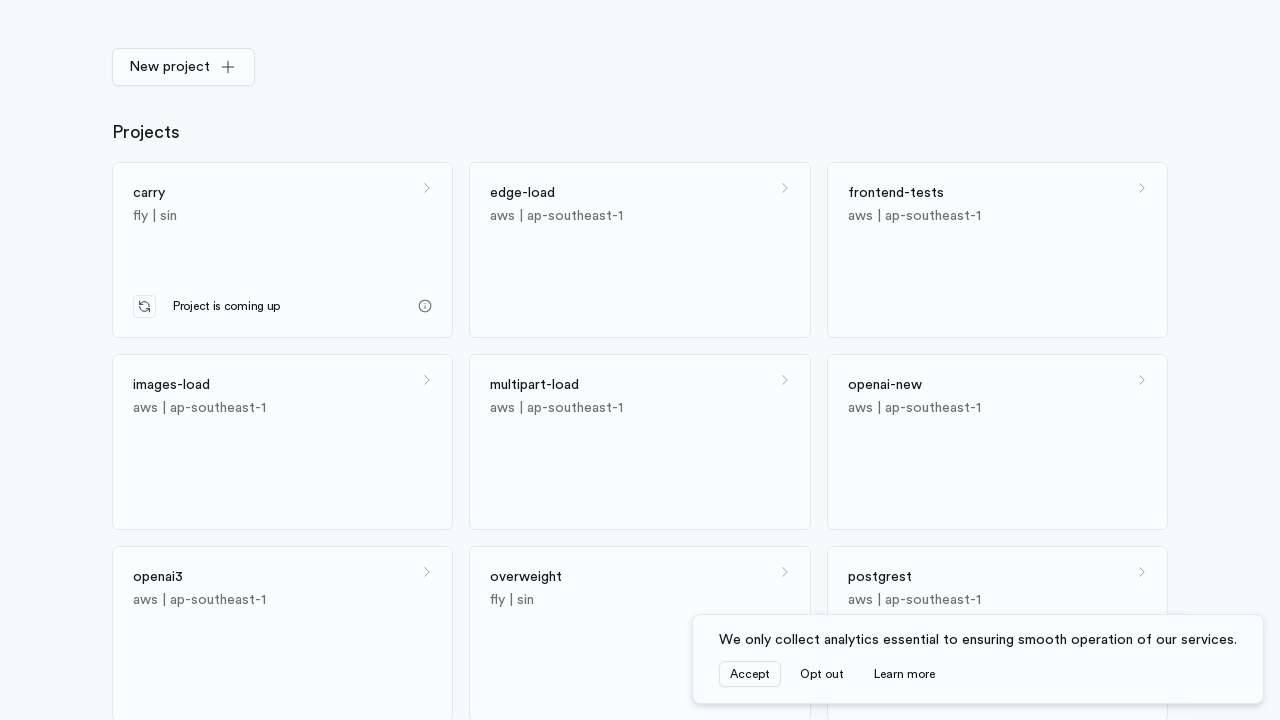 New project
Projects
carry
fly | sin
Project is coming up
edge-load
aws | ap-southeast-1
frontend-tests
aws | ap-southeast-1
images-load
aws | ap-southeast-1
multipart-load
aws | ap-southeast-1
openai-new
aws | ap-southeast-1
openai3
aws | ap-southeast-1
overweight
fly | sin
postgrest
aws | ap-southeast-1
We only collect analytics essential to ensuring smooth operation of our services.
Accept Opt out Learn more